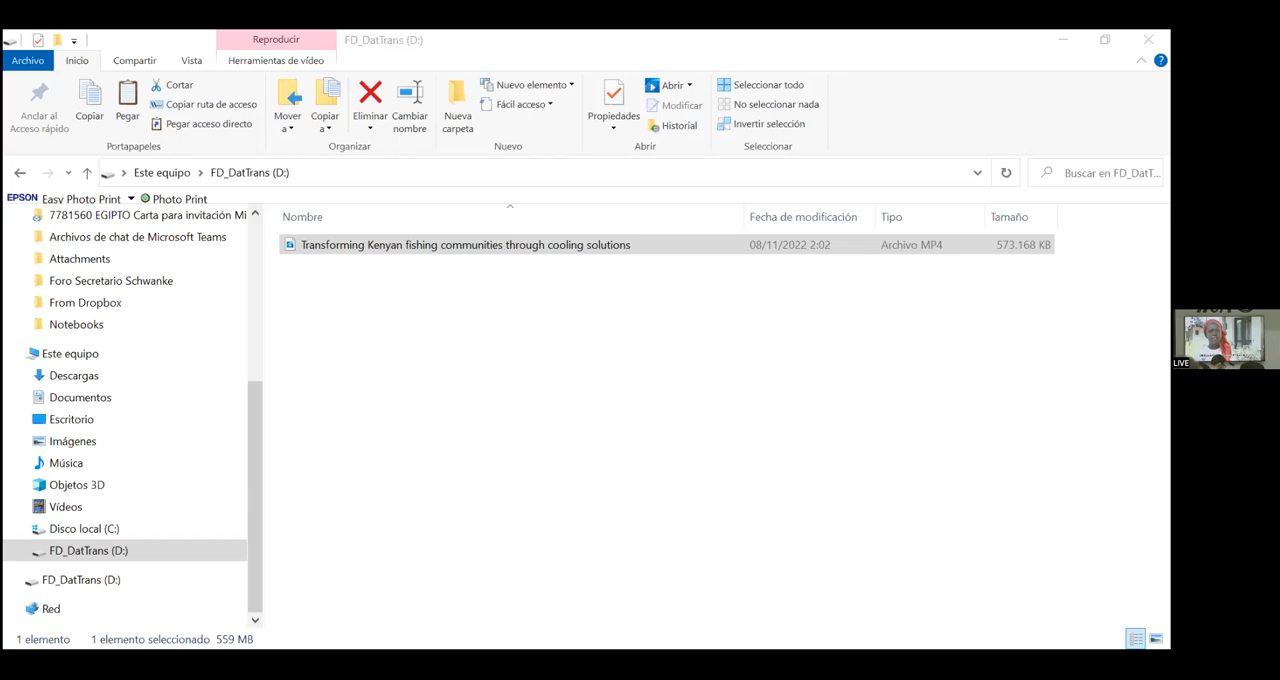 Reproducir
FD_DatTrans (D:)
Archivo
Inicio
Compartir
Vista
Herramientas de vídeo
Anclar al
Acceso rápido
Copiar
Pegar
Cortar
Copiar ruta de acceso
Pegar acceso directo
Portapapeles
Mover
a
Copiar
a
Eliminar
Cambiar
nombre
Organizar
Nueva
carpeta
Nuevo elemento
Fácil acceso
Nuevo
Propiedades
Abrir
Modificar
Historial
Abrir
Seleccionar todo
No seleccionar nada
Invertir selección
Seleccionar
Este equipo > FD_DatTrans (D:)
Buscar en FD_DatT...
EPSON Easy Photo Print
Photo Print
7781560 EGIPTO Carta para invitación Mi
Archivos de chat de Microsoft Teams
Attachments
Foro Secretario Schwanke
From Dropbox
Notebooks
Este equipo
Descargas
Documentos
Escritorio
Imágenes
Música
Objetos 3D
Vídeos
Disco local (C:)
FD_DatTrans (D:)
FD_DatTrans (D:)
Red
Nombre
Fecha de modificación
Tipo
Tamaño
Transforming Kenyan fishing communities through cooling solutions
08/11/2022 2:02
Archivo MP4
573.168 KB
1 elemento
1 elemento seleccionado 559 MB
LIVE